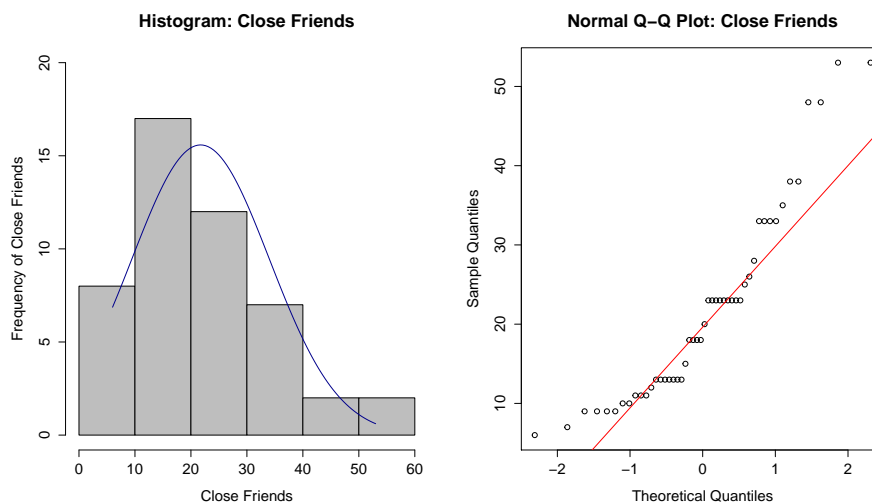 Histogram: Close Friends
Frequency of Close Friends
20
15
10
5
0
0 10 20 30 40 50 60
Close Friends
Normal Q−Q Plot: Close Friends
Sample Quantiles
50
40
30
20
10
−2 −1 0 1 2
Theoretical Quantiles